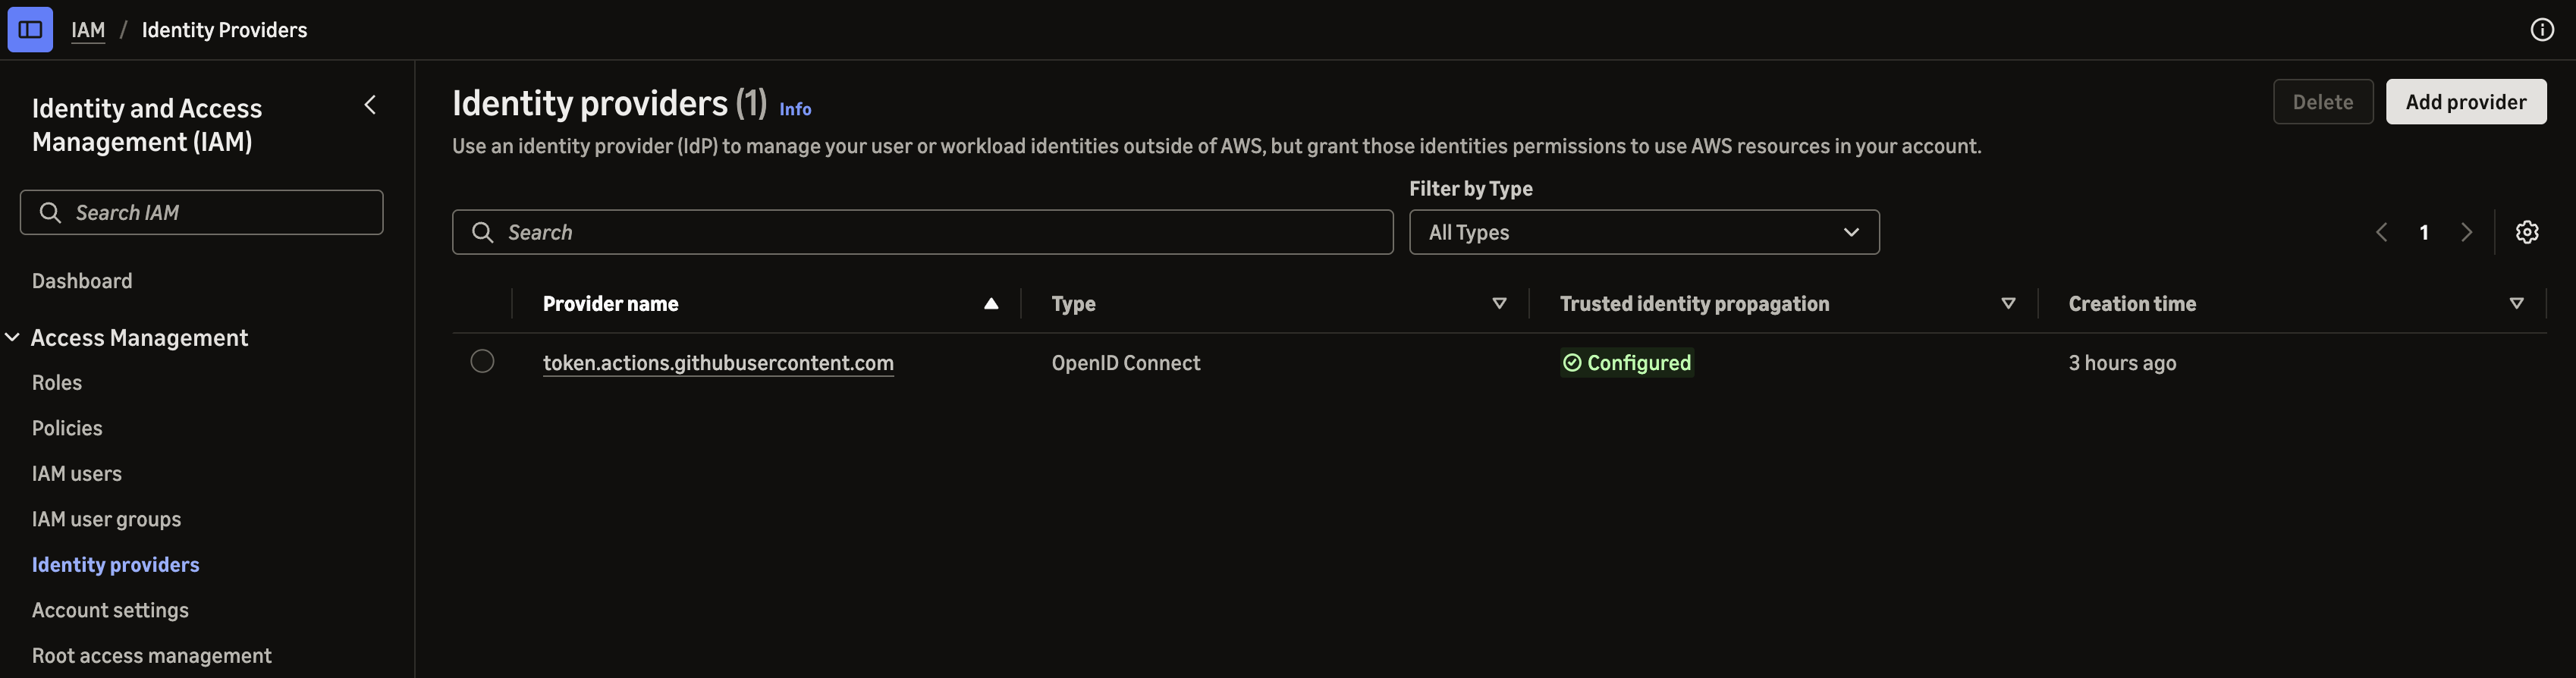 IAM / Identity Providers
Identity and Access
Management (IAM)
Search IAM
Dashboard
Access Management
Roles
Policies
IAM users
IAM user groups
Identity providers
Account settings
Root access management
Identity providers (1) Info
Delete
Add provider
Use an identity provider (IdP) to manage your user or workload identities outside of AWS, but grant those identities permissions to use AWS resources in your account.
Filter by Type
Search
All Types
1
Provider name Type Trusted identity propagation Creation time
token.actions.githubusercontent.com OpenID Connect Configured 3 hours ago